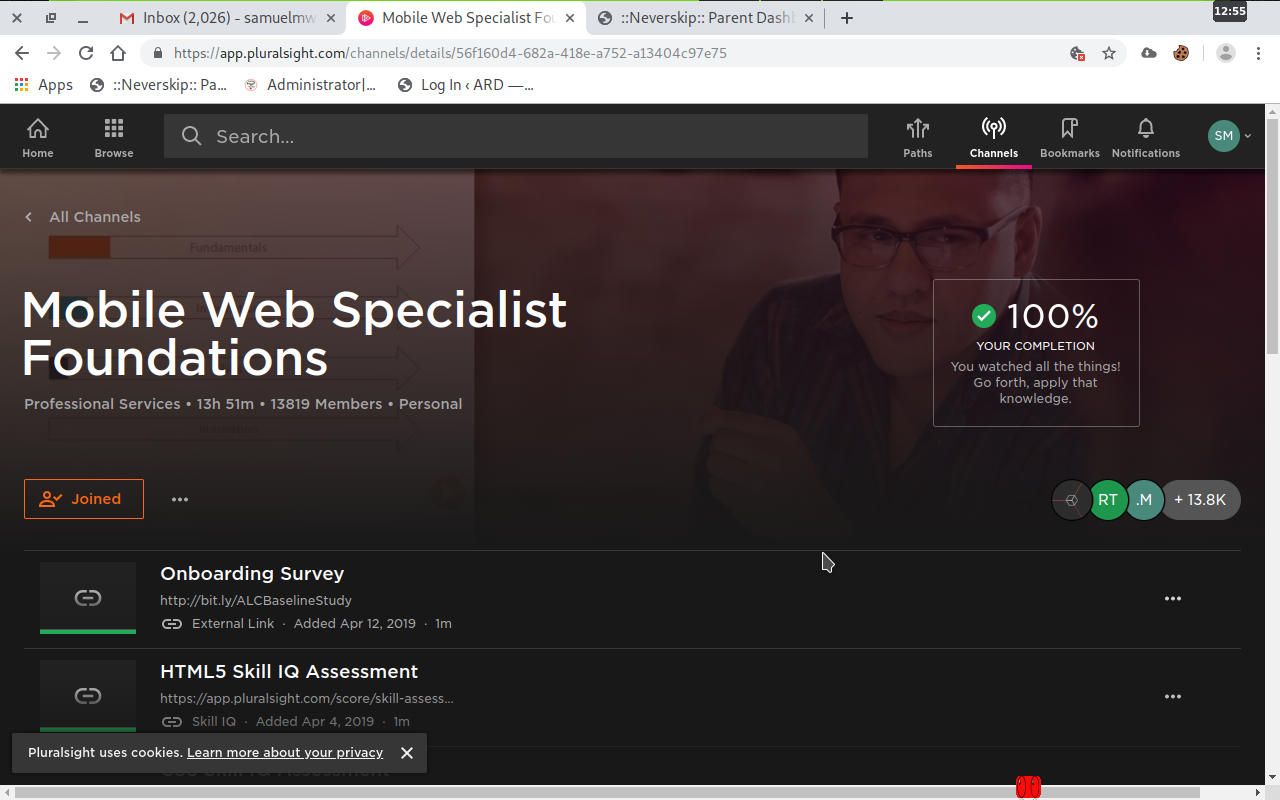 12:55
Inbox (2,026) - samuelmw
Mobile Web Specialist Fou
::Neverskip:: Parent Dashb
https://app.pluralsight.com/channels/details/56f160d4-682a-418e-a752-a13404c97e75
Apps
::Neverskip:: Pa...
Administrator|...
Log In ‹ ARD —...
Home
Browse
Search...
Paths
Channels
Bookmarks
Notifications
SM
All Channels
Fundamentals
Mobile Web Specialist
Foundations
100%
YOUR COMPLETION
You watched all the things!
Go forth, apply that
knowledge.
Professional Services • 13h 51m • 13819 Members • Personal
Joined
RT
.M
+ 13.8K
Onboarding Survey
http://bit.ly/ALCBaselineStudy
External Link · Added Apr 12, 2019 · 1m
HTML5 Skill IQ Assessment
https://app.pluralsight.com/score/skill-assess...
Skill IQ · Added Apr 4, 2019 · 1m
Pluralsight uses cookies. Learn more about your privacy